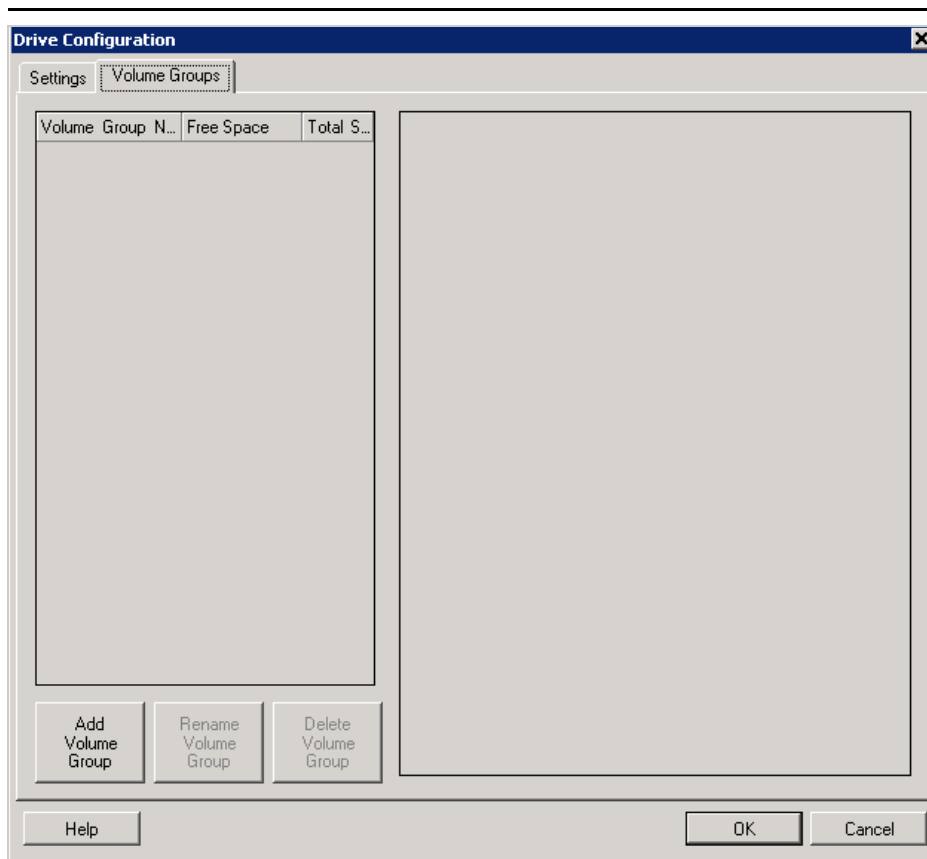 Drive Configuration
Settings
Volume Groups
Volume Group N... Free Space Total S...
Add
Volume
Group
Rename
Volume
Group
Delete
Volume
Group
Help
OK
Cancel